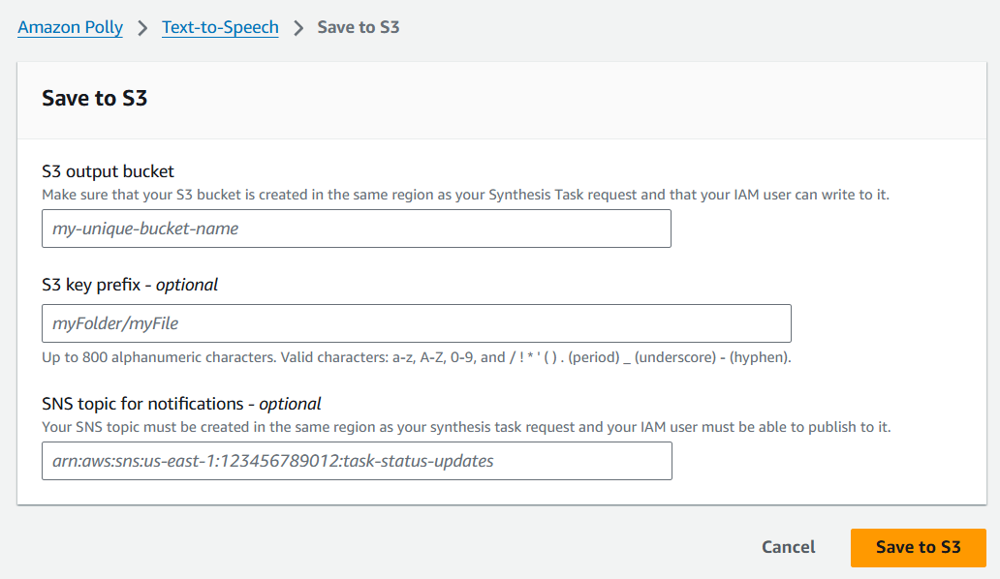 Amazon Polly > Text-to-Speech > Save to S3
Save to S3
S3 output bucket
Make sure that your S3 bucket is created in the same region as your Synthesis Task request and that your IAM user can write to it.
my-unique-bucket-name
S3 key prefix - optional
myFolder/myFile
Up to 800 alphanumeric characters. Valid characters: a-z, A-Z, 0-9, and / ! * ' ( ) . (period) _ (underscore) - (hyphen).
SNS topic for notifications - optional
Your SNS topic must be created in the same region as your synthesis task request and your IAM user must be able to publish to it.
arn:aws:sns:us-east-1:123456789012:task-status-updates
Cancel Save to S3